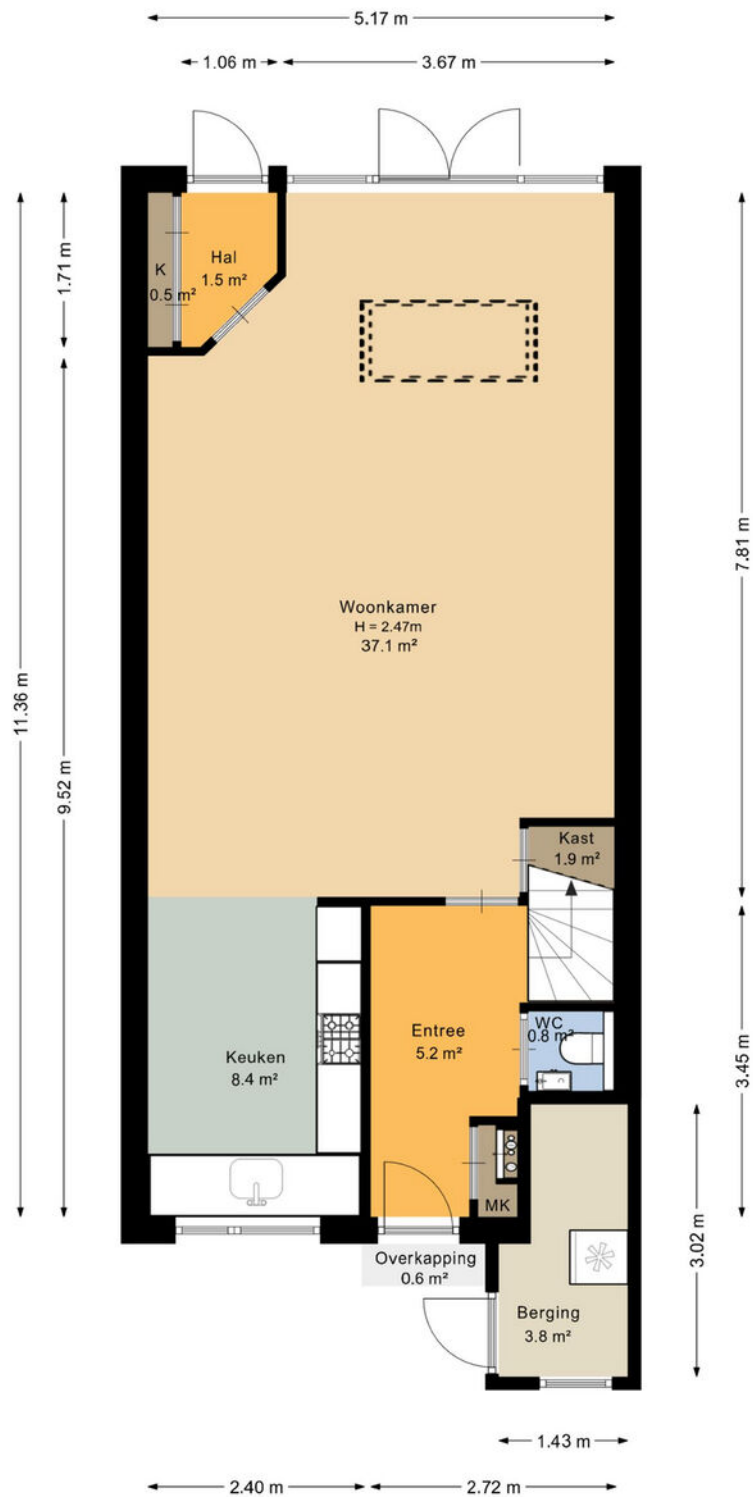 5.17 m
1.06 m
3.67 m
K
0.5 m²
Hal
1.5 m²
1.71 m
11.36 m
9.52 m
7.81 m
Woonkamer
H = 2.47m
37.1 m²
Kast
1.9 m²
WC
0.8 m²
Entree
5.2 m²
Keuken
8.4 m²
3.45 m
MK
Overkapping
0.6 m²
Berging
3.8 m²
3.02 m
1.43 m
2.40 m
2.72 m